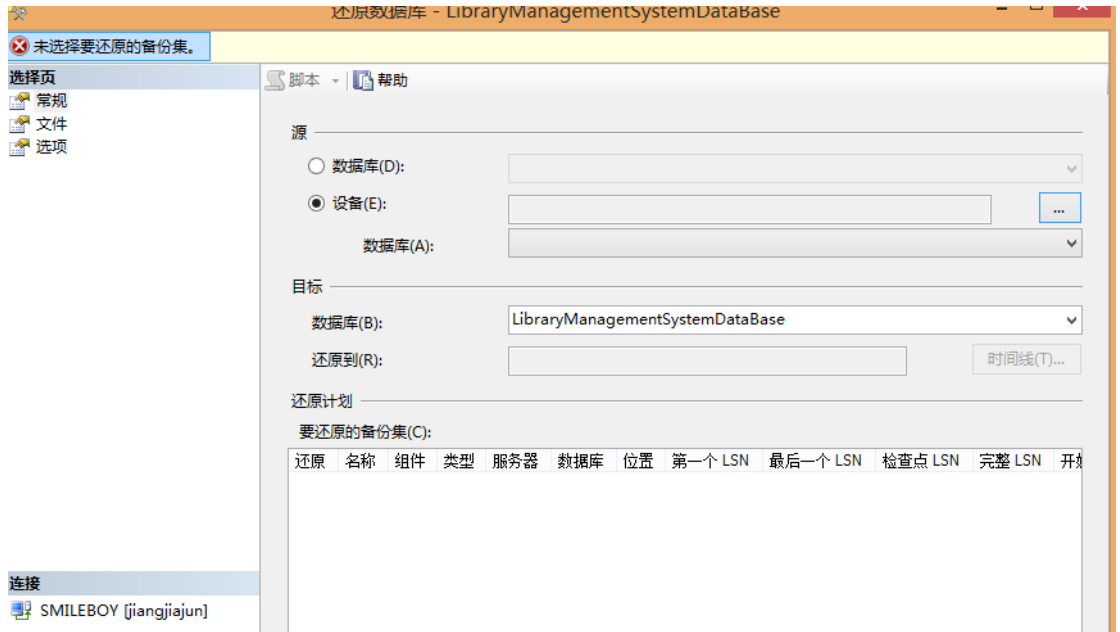 还原数据库 - LibraryManagementSystemDataBase
未选择要还原的备份集。
选择页
常规
文件
选项
脚本
帮助
源
数据库(D):
设备(E):
...
数据库(A):
目标
数据库(B):
LibraryManagementSystemDataBase
还原到(R):
时间线(T)...
还原计划
要还原的备份集(C):
还原 名称 组件 类型 服务器 数据库 位置 第一个 LSN 最后一个 LSN 检查点 LSN 完整 LSN 开始
连接
SMILEBOY [jiangjiajun]